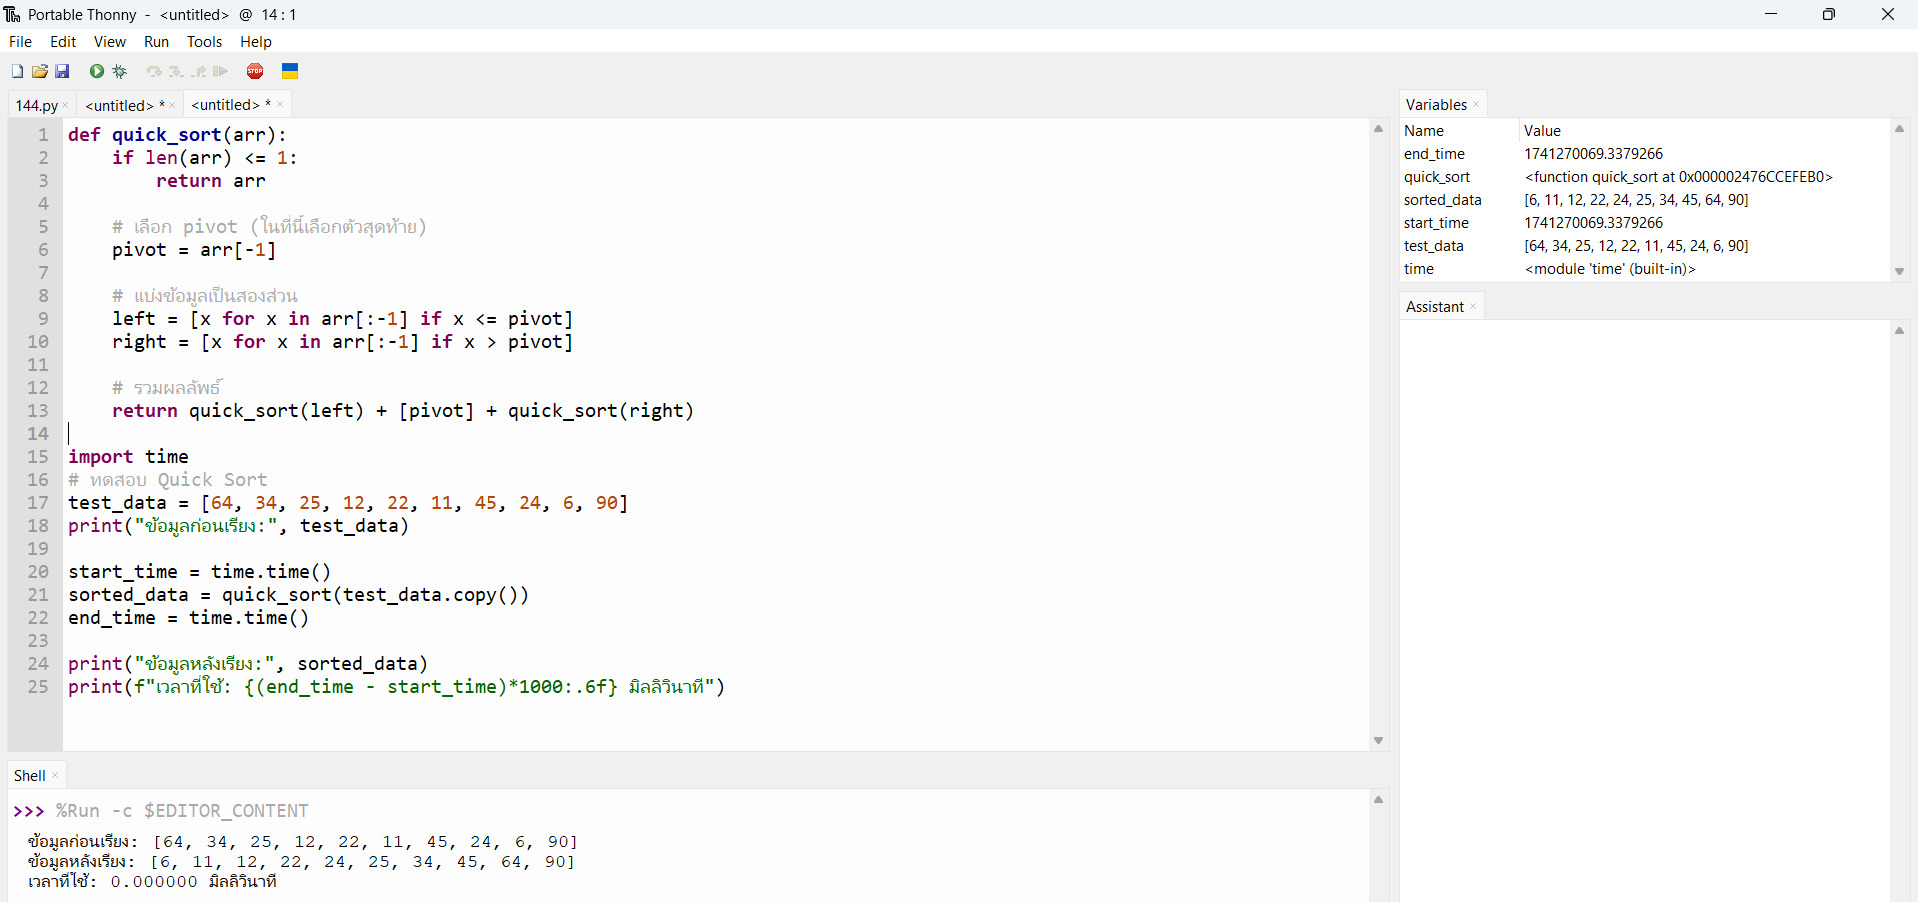 Portable Thonny - <untitled> @ 14 : 1
File Edit View Run Tools Help
144.py × <untitled> * × <untitled> * ×
1 def quick_sort(arr):
2     if len(arr) <= 1:
3         return arr
4
5     # เลือก pivot (ในที่นี้เลือกตัวสุดท้าย)
6     pivot = arr[-1]
7
8     # แบ่งข้อมูลเป็นสองส่วน
9     left = [x for x in arr[:-1] if x <= pivot]
10     right = [x for x in arr[:-1] if x > pivot]
11
12     # รวมผลลัพธ์
13     return quick_sort(left) + [pivot] + quick_sort(right)
14
15 import time
16 # ทดสอบ Quick Sort
17 test_data = [64, 34, 25, 12, 22, 11, 45, 24, 6, 90]
18 print("ข้อมูลก่อนเรียง:", test_data)
19
20 start_time = time.time()
21 sorted_data = quick_sort(test_data.copy())
22 end_time = time.time()
23
24 print("ข้อมูลหลังเรียง:", sorted_data)
25 print(f"เวลาที่ใช้: {(end_time - start_time)*1000:.6f} มิลลิวินาที")
Shell ×
>>> %Run -c $EDITOR_CONTENT
ข้อมูลก่อนเรียง: [64, 34, 25, 12, 22, 11, 45, 24, 6, 90]
ข้อมูลหลังเรียง: [6, 11, 12, 22, 24, 25, 34, 45, 64, 90]
เวลาที่ใช้: 0.000000 มิลลิวินาที
Variables ×
Name Value
end_time 1741270069.3379266
quick_sort <function quick_sort at 0x000002476CCEFEB0>
sorted_data [6, 11, 12, 22, 24, 25, 34, 45, 64, 90]
start_time 1741270069.3379266
test_data [64, 34, 25, 12, 22, 11, 45, 24, 6, 90]
time <module 'time' (built-in)>
Assistant ×
STOP